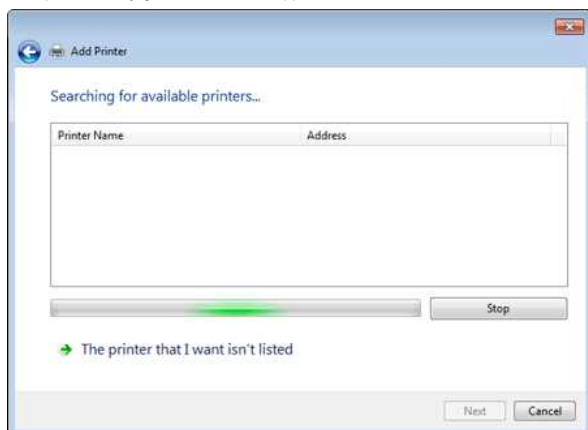 Add Printer
Searching for available printers...
Printer Name Address
Stop
The printer that I want isn't listed
Next Cancel